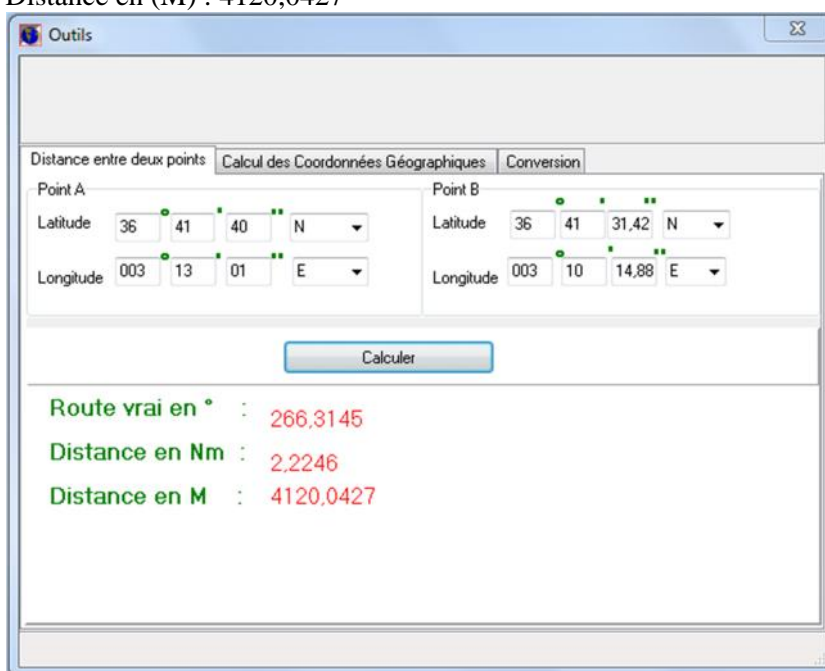 Distance en (M) : 4120,0427
Outils
Distance entre deux points Calcul des Coordonnées Géographiques Conversion
Point A Point B
Latitude 36 ° 41 ' 40 " N Latitude 36 ° 41 ' 31,42 " N
Longitude 003 ° 13 ' 01 " E Longitude 003 ° 10 ' 14,88 " E
Calculer
Route vrai en ° : 266,3145
Distance en Nm : 2,2246
Distance en M : 4120,0427